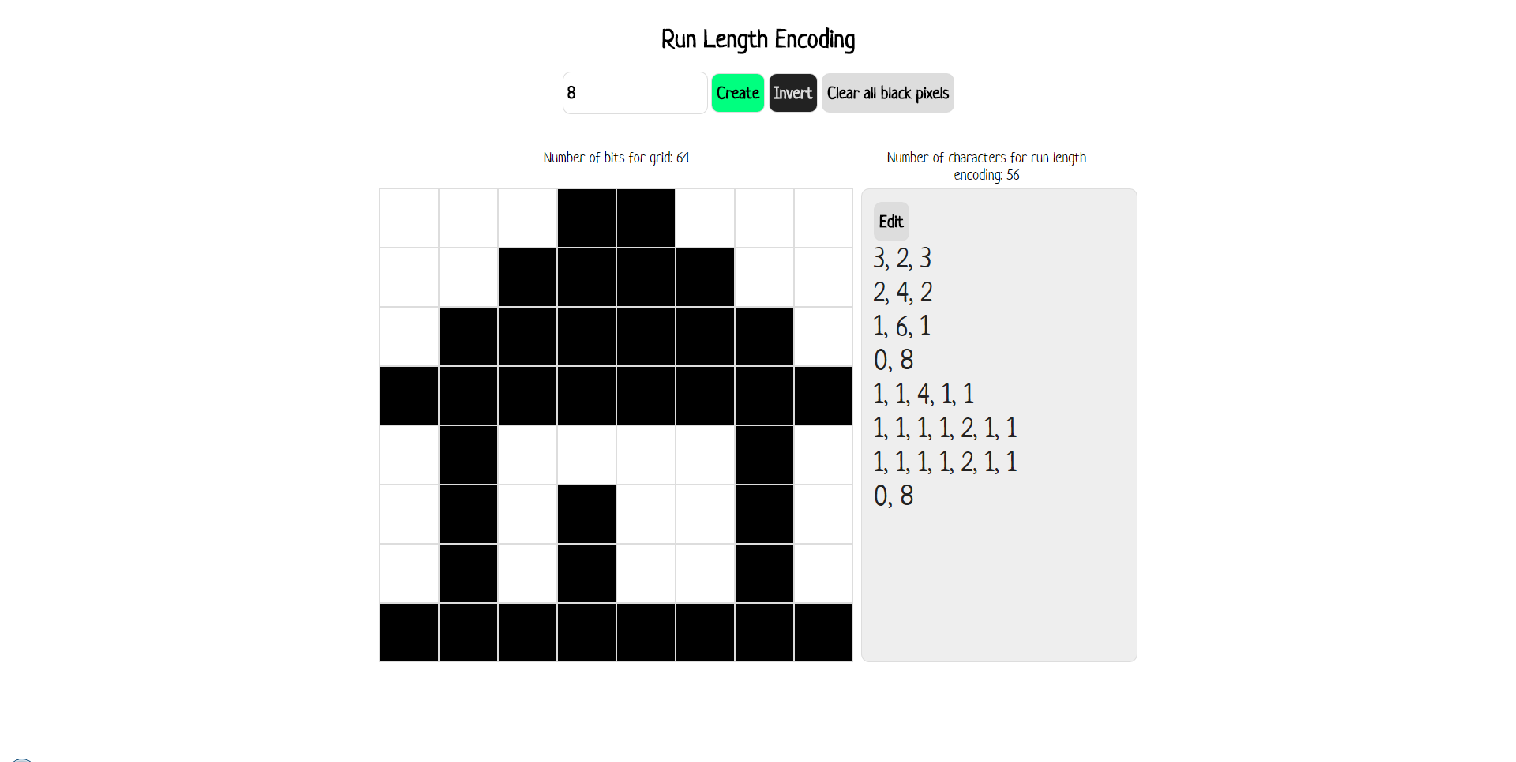 Run Length Encoding
8 Create Invert Clear all black pixels
Number of bits for grid: 64
Number of characters for run length
encoding: 56
Edit
3, 2, 3
2, 4, 2
1, 6, 1
0, 8
1, 1, 4, 1, 1
1, 1, 1, 1, 2, 1, 1
1, 1, 1, 1, 2, 1, 1
0, 8